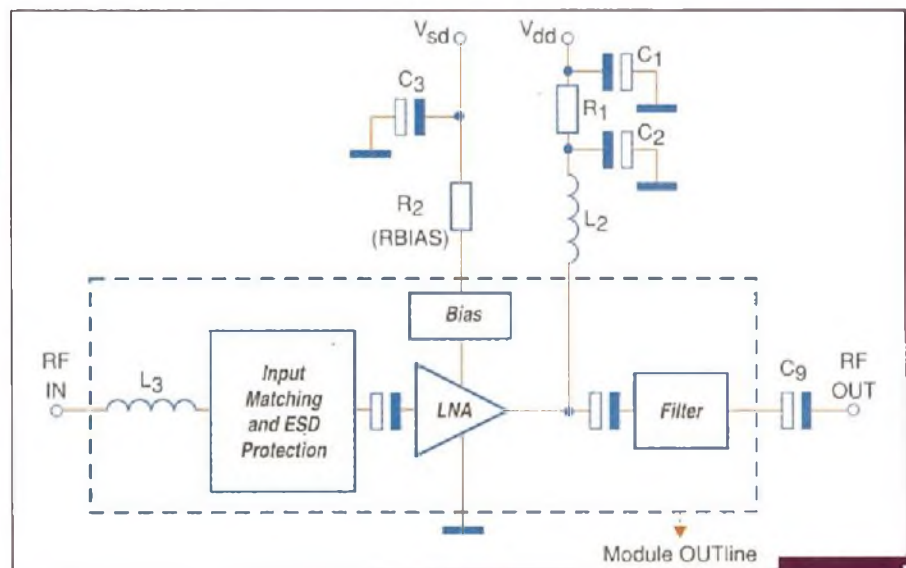 Vsd
Vdd
C3
C1
R1
C2
R2
(RBIAS)
L2
Bias
RF
IN
L3
Input
Matching
and ESD
Protection
LNA
Filter
C9
RF
OUT
Module OUTline